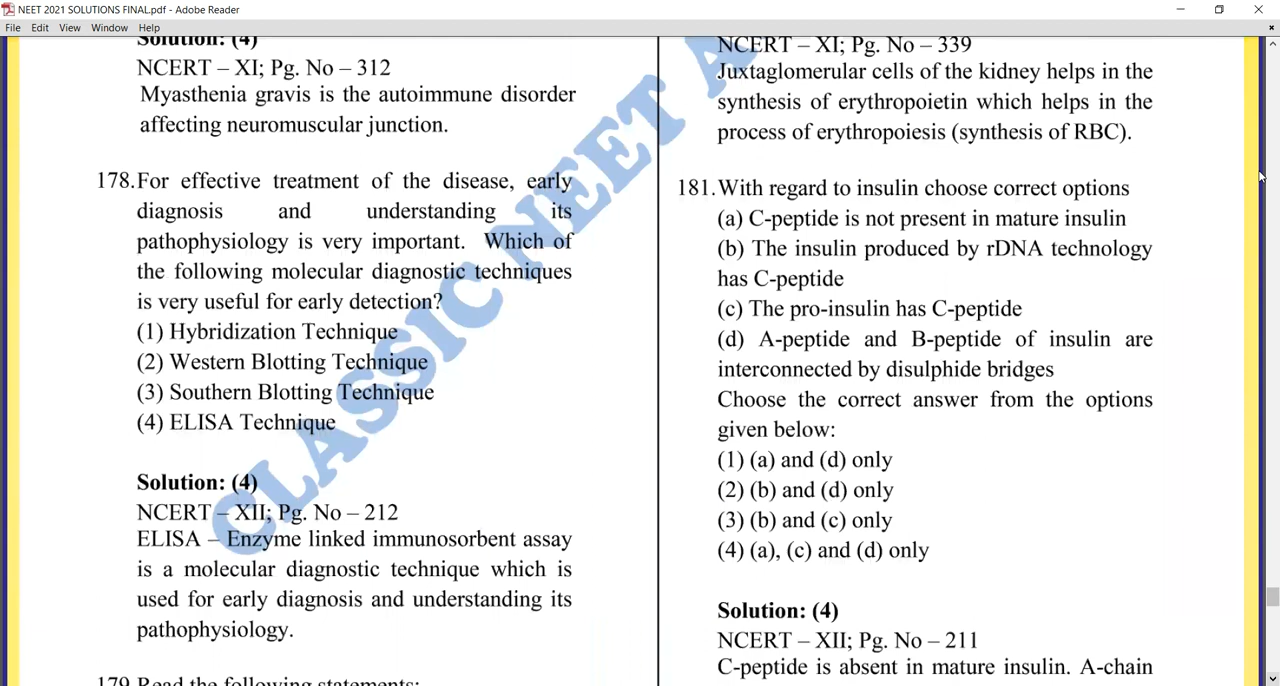 NEET 2021 SOLUTIONS FINAL.pdf - Adobe Reader
File Edit View Window Help
Solution: (4)
NCERT – XI; Pg. No – 312
Myasthenia gravis is the autoimmune disorder
affecting neuromuscular junction.
178. For effective treatment of the disease, early
diagnosis and understanding its
pathophysiology is very important. Which of
the following molecular diagnostic techniques
is very useful for early detection?
(1) Hybridization Technique
(2) Western Blotting Technique
(3) Southern Blotting Technique
(4) ELISA Technique
Solution: (4)
NCERT – XII; Pg. No – 212
ELISA – Enzyme linked immunosorbent assay
is a molecular diagnostic technique which is
used for early diagnosis and understanding its
pathophysiology.
179. Read the following statements:
NCERT – XI; Pg. No – 339
Juxtaglomerular cells of the kidney helps in the
synthesis of erythropoietin which helps in the
process of erythropoiesis (synthesis of RBC).
181. With regard to insulin choose correct options
(a) C-peptide is not present in mature insulin
(b) The insulin produced by rDNA technology
has C-peptide
(c) The pro-insulin has C-peptide
(d) A-peptide and B-peptide of insulin are
interconnected by disulphide bridges
Choose the correct answer from the options
given below:
(1) (a) and (d) only
(2) (b) and (d) only
(3) (b) and (c) only
(4) (a), (c) and (d) only
Solution: (4)
NCERT – XII; Pg. No – 211
C-peptide is absent in mature insulin. A-chain
CLASSIC NEET A